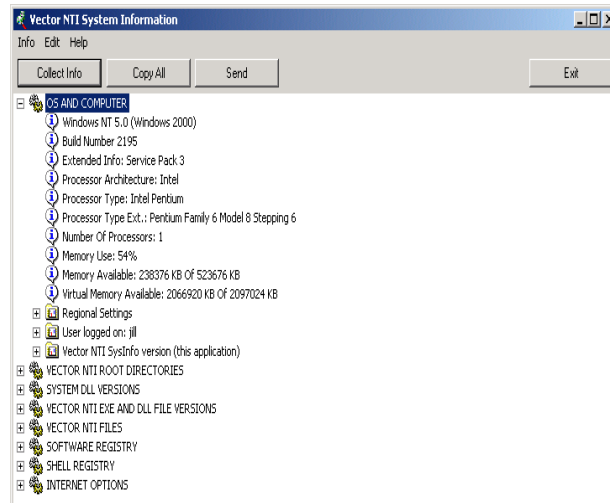 Vector NTI System Information
Info Edit Help
Collect Info Copy All Send Exit
OS AND COMPUTER
Windows NT 5.0 (Windows 2000)
Build Number 2195
Extended Info: Service Pack 3
Processor Architecture: Intel
Processor Type: Intel Pentium
Processor Type Ext.: Pentium Family 6 Model 8 Stepping 6
Number Of Processors: 1
Memory Use: 54%
Memory Available: 238376 KB Of 523676 KB
Virtual Memory Available: 2066920 KB Of 2097024 KB
Regional Settings
User logged on: jill
Vector NTI SysInfo version (this application)
VECTOR NTI ROOT DIRECTORIES
SYSTEM DLL VERSIONS
VECTOR NTI EXE AND DLL FILE VERSIONS
VECTOR NTI FILES
SOFTWARE REGISTRY
SHELL REGISTRY
INTERNET OPTIONS